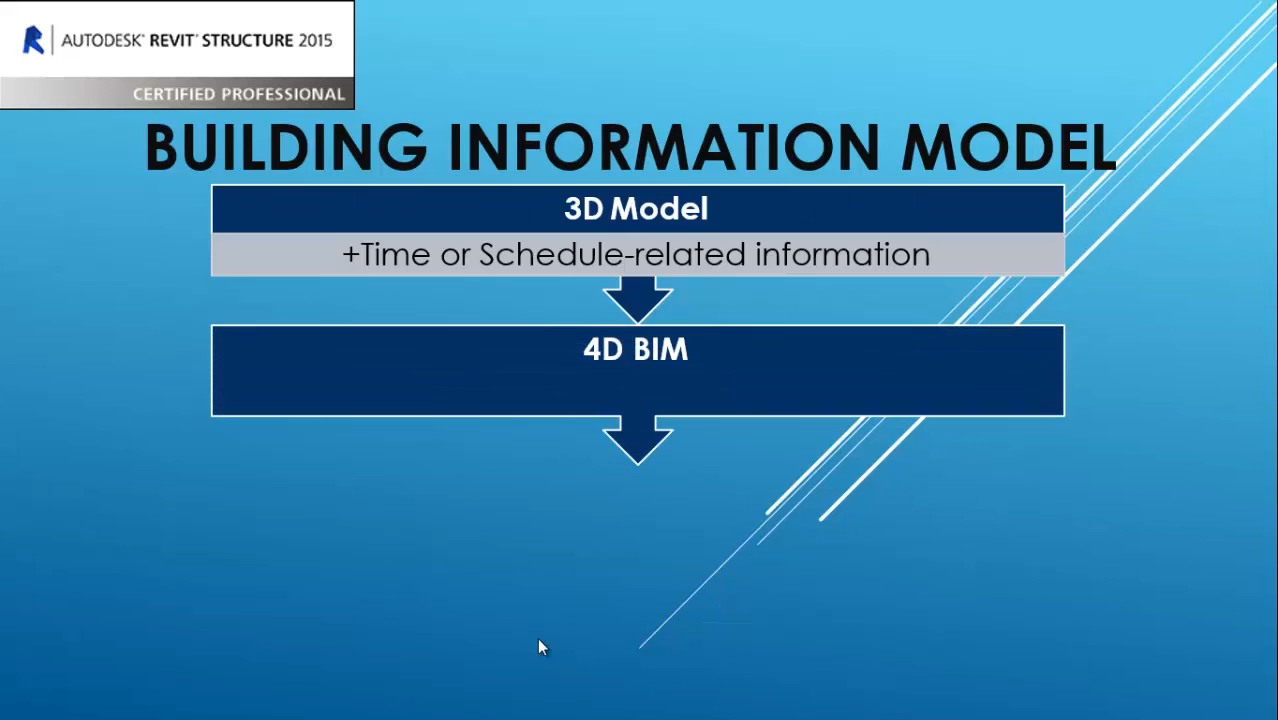 AUTODESK® REVIT® STRUCTURE 2015
CERTIFIED PROFESSIONAL
BUILDING INFORMATION MODEL
3D Model
+Time or Schedule-related information
4D BIM